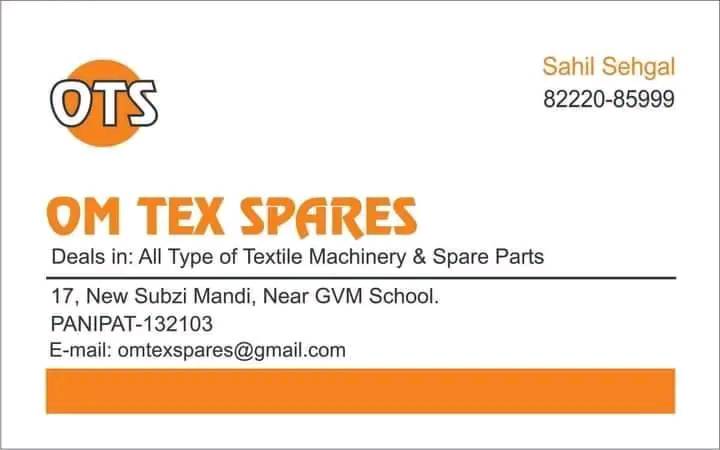 OTS
Sahil Sehgal
82220-85999
OM TEX SPARES
Deals in: All Type of Textile Machinery & Spare Parts
17, New Subzi Mandi, Near GVM School.
PANIPAT-132103
E-mail: omtexspares@gmail.com